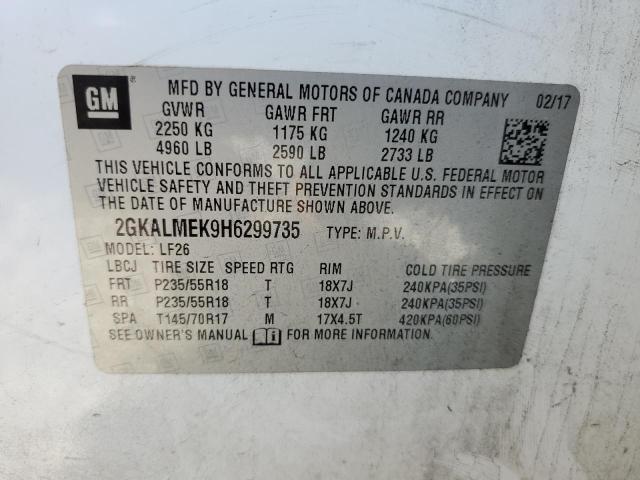 GM ® MFD BY GENERAL MOTORS OF CANADA COMPANY 02/17
GVWR GAWR FRT GAWR RR
2250 KG 1175 KG 1240 KG
4960 LB 2590 LB 2733 LB
THIS VEHICLE CONFORMS TO ALL APPLICABLE U.S. FEDERAL MOTOR
VEHICLE SAFETY AND THEFT PREVENTION STANDARDS IN EFFECT ON
THE DATE OF MANUFACTURE SHOWN ABOVE.
2GKALMEK9H6299735 TYPE: M.P.V.
MODEL: LF26
LBCJ TIRE SIZE SPEED RTG RIM COLD TIRE PRESSURE
FRT P235/55R18 T 18X7J 240KPA(35PSI)
RR P235/55R18 T 18X7J 240KPA(35PSI)
SPA T145/70R17 M 17X4.5T 420KPA(60PSI)
SEE OWNER'S MANUAL FOR MORE INFORMATION.